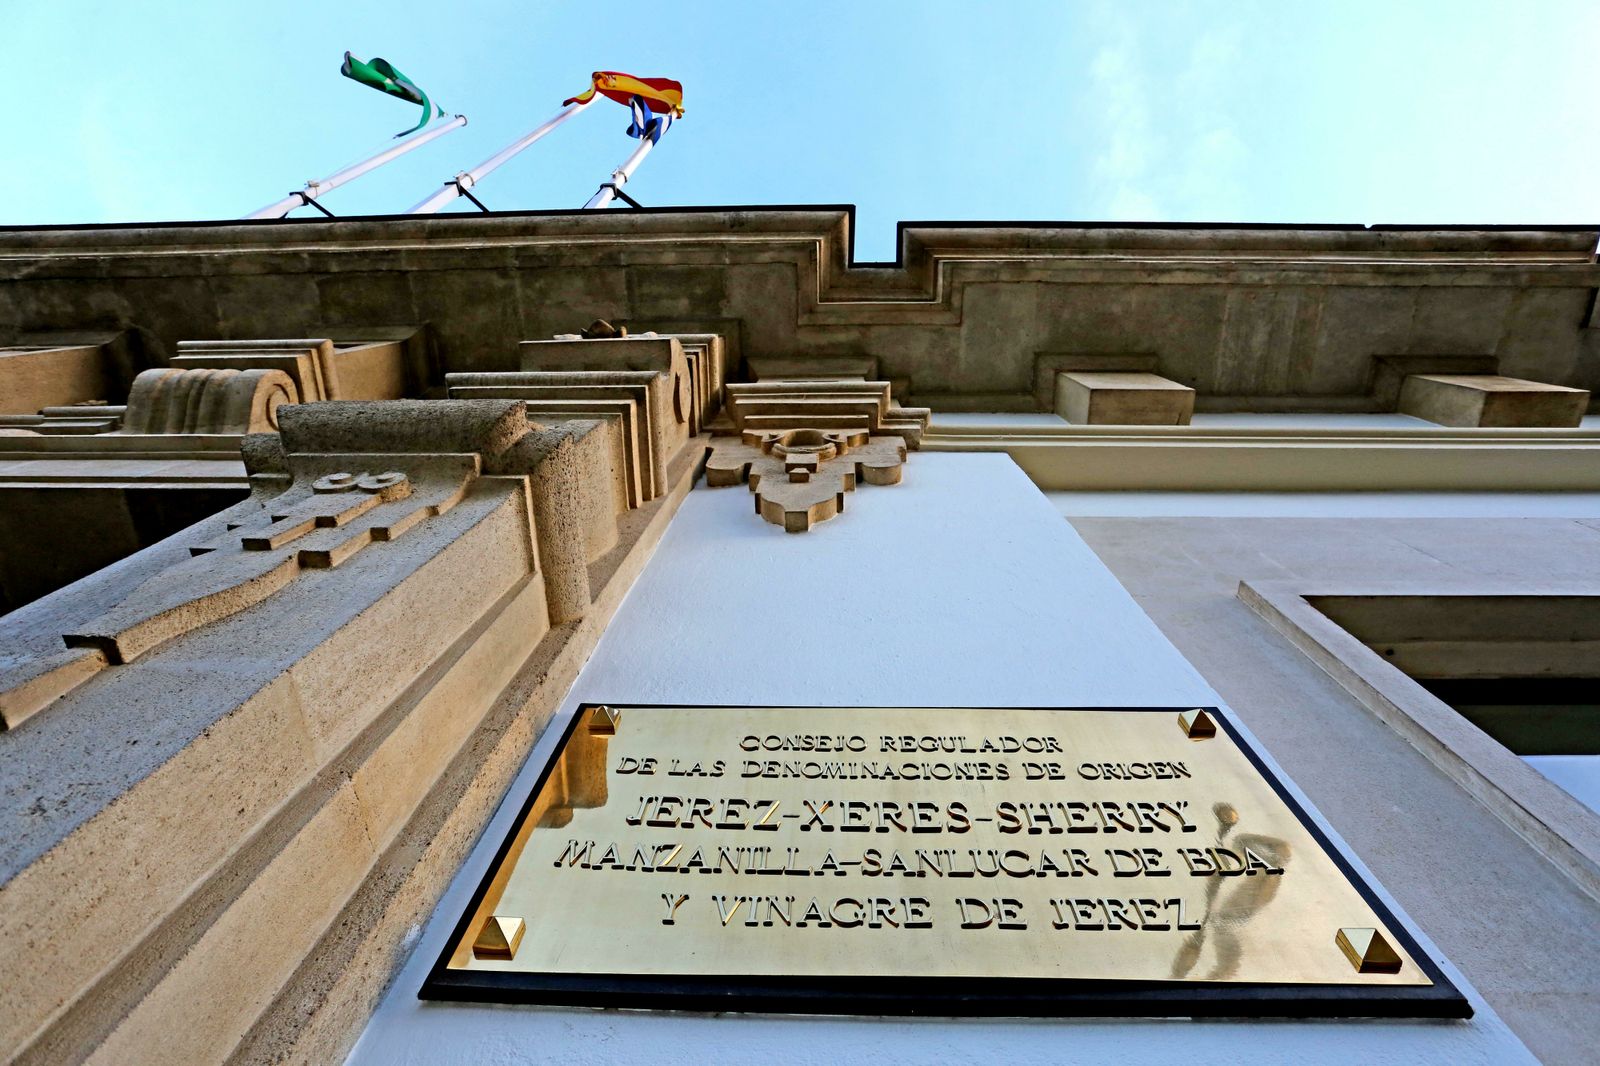 CONSEJO REGULADOR
DE LAS DENOMINACIONES DE ORIGEN
JEREZ-XERES-SHERRY
MANZANILLA-SANLUCAR DE BDA.
Y VINAGRE DE JEREZ